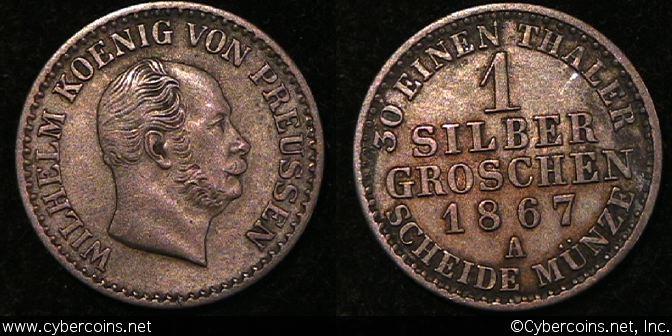 WILHELM KOENIG VON PREUSSEN
30 EINEN THALER
1
SILBER
GROSCHEN
1867
A
SCHEIDE MÜNZE
www.cybercoins.net
©Cybercoins.net, Inc.